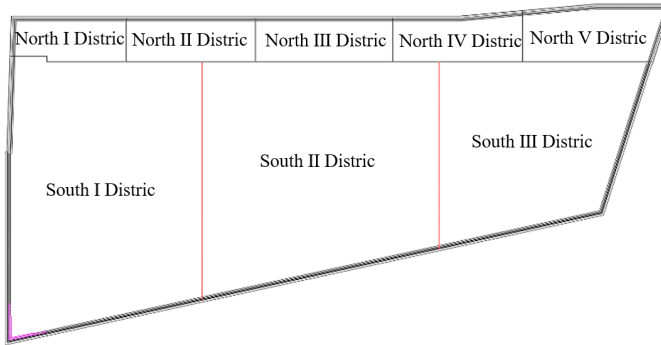 North I Distric
North II Distric
North III Distric
North IV Distric
North V Distric
South III Distric
South II Distric
South I Distric